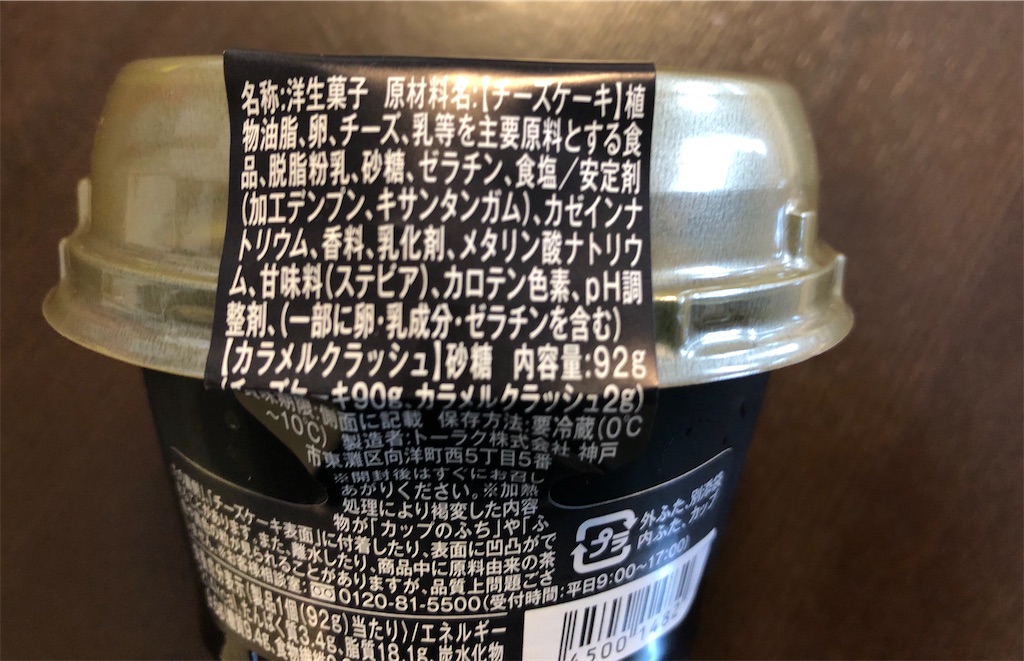 名称:洋生菓子 原材料名:【チーズケーキ】植
物油脂、卵、チーズ、乳等を主要原料とする食
品、脱脂粉乳、砂糖、ゼラチン、食塩/安定剤
(加工デンプン、キサンタンガム)、カゼインナ
トリウム、香料、乳化剤、メタリン酸ナトリウ
ム、甘味料(ステビア)、カロテン色素、pH調
整剤、(一部に卵・乳成分・ゼラチンを含む)
【カラメルクラッシュ】砂糖 内容量:92g
(チーズケーキ90g、カラメルクラッシュ2g)
面に記載 保存方法:要冷蔵(0℃
~10℃) 製造者:トーラク株式会社 神戸
市東灘区向洋町西5丁目5番
※開封後はすぐにお召し
あがりください。※加熱
処理により褐変した内容
物が「カップのふち」や「ふ
「チーズケーキ表面」に付着したり、表面に凹凸がで
があります。また、離水したり、商品中に原料由来の茶
が見られることがありますが、品質上問題ござ
相談室:0120-81-5500(受付時間:平日9:00~17:00)
1個(92g)当たり)/エネルギー
3.4g、脂質18.1g、炭水化物
プラ
外ふた、別添袋
内ふた、カップ
4500 148